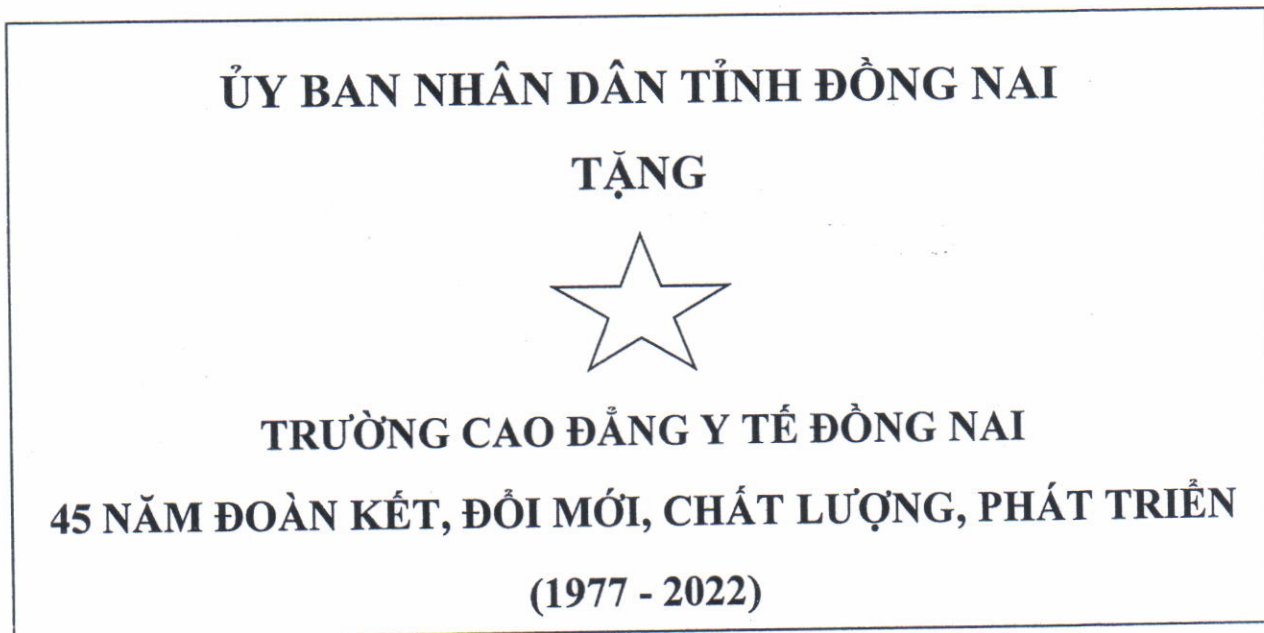 ỦY BAN NHÂN DÂN TỈNH ĐỒNG NAI
TẶNG
TRƯỜNG CAO ĐẲNG Y TẾ ĐỒNG NAI
45 NĂM ĐOÀN KẾT, ĐỔI MỚI, CHẤT LƯỢNG, PHÁT TRIỂN
(1977 - 2022)